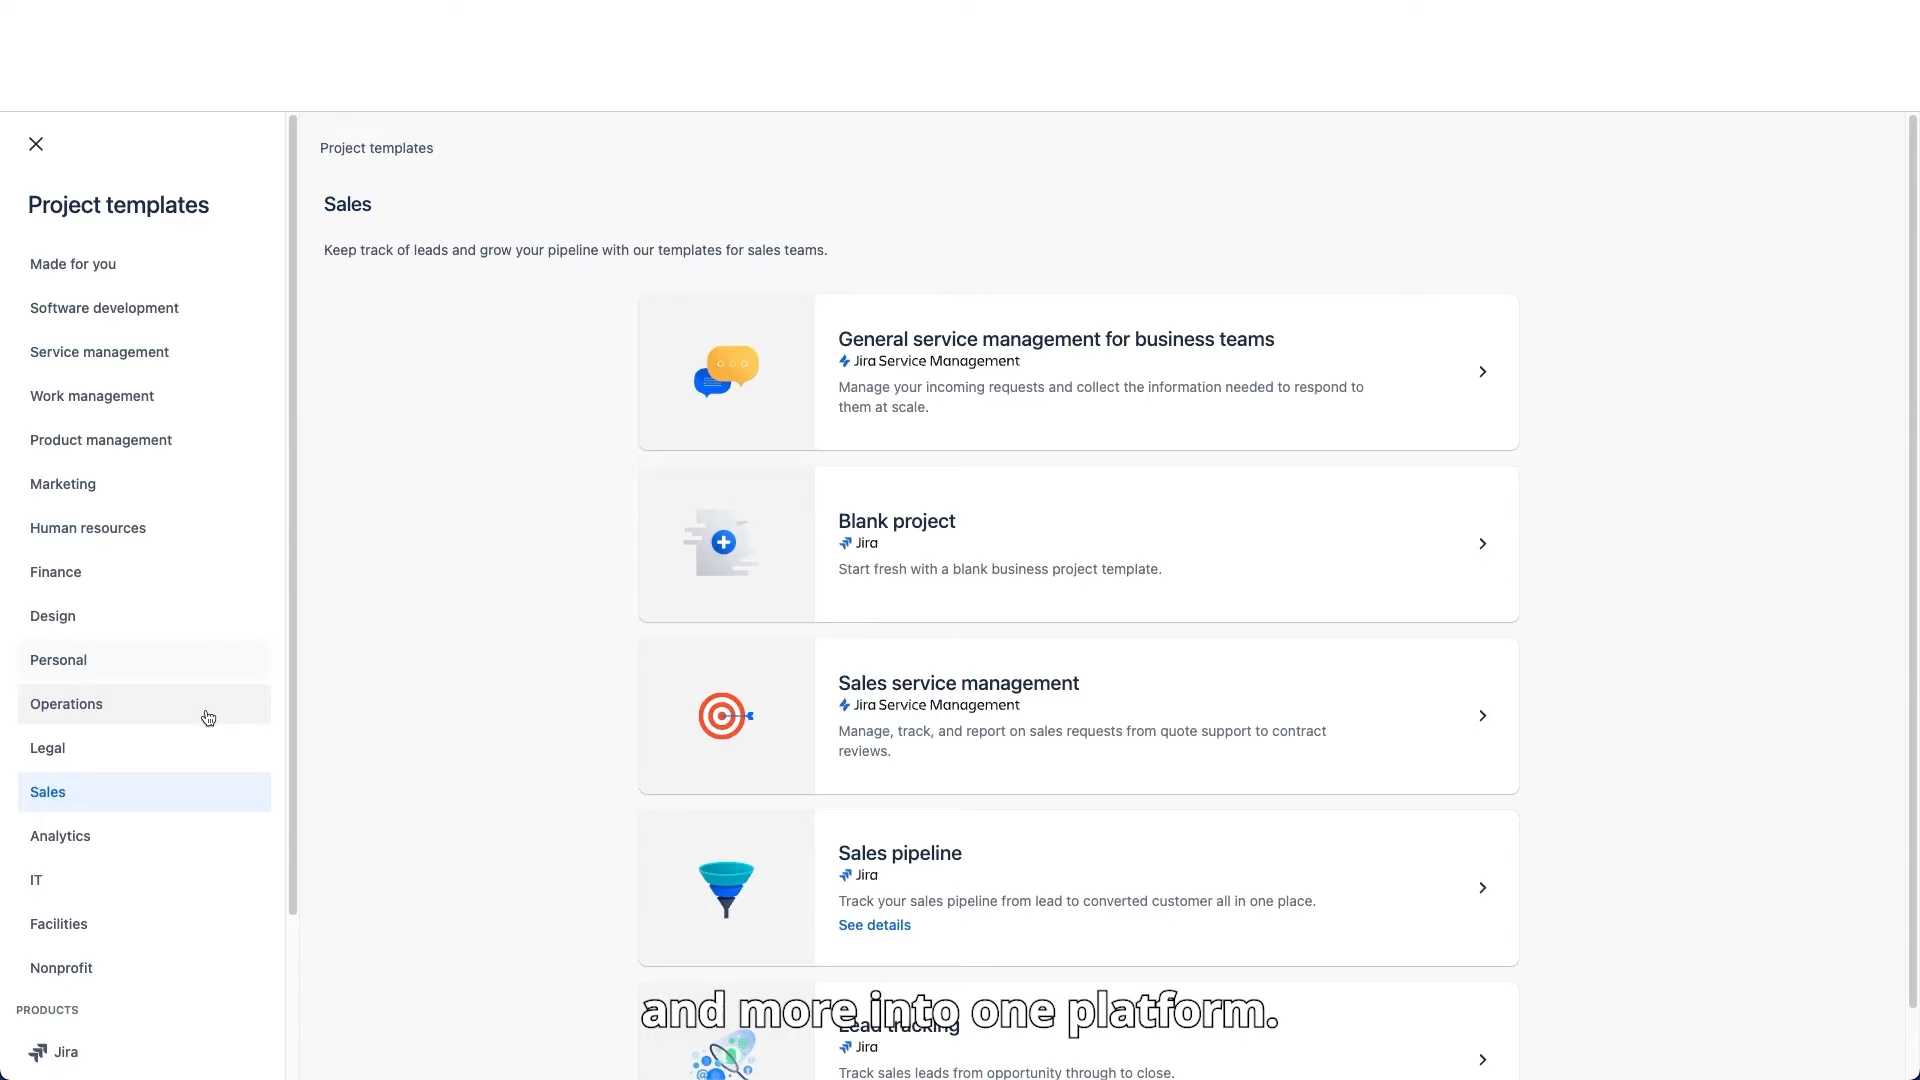 Project templates
Made for you
Software development
Service management
Work management
Product management
Marketing
Human resources
Finance
Design
Personal
Operations
Legal
Sales
Analytics
IT
Facilities
Nonprofit
PRODUCTS
Jira
Project templates
Sales
Keep track of leads and grow your pipeline with our templates for sales teams.
General service management for business teams
Jira Service Management
Manage your incoming requests and collect the information needed to respond to
them at scale.
Blank project
Jira
Start fresh with a blank business project template.
Sales service management
Jira Service Management
Manage, track, and report on sales requests from quote support to contract
reviews.
Sales pipeline
Jira
Track your sales pipeline from lead to converted customer all in one place.
See details
and more into one platform.
Lead tracking
Jira
Track sales leads from opportunity through to close.